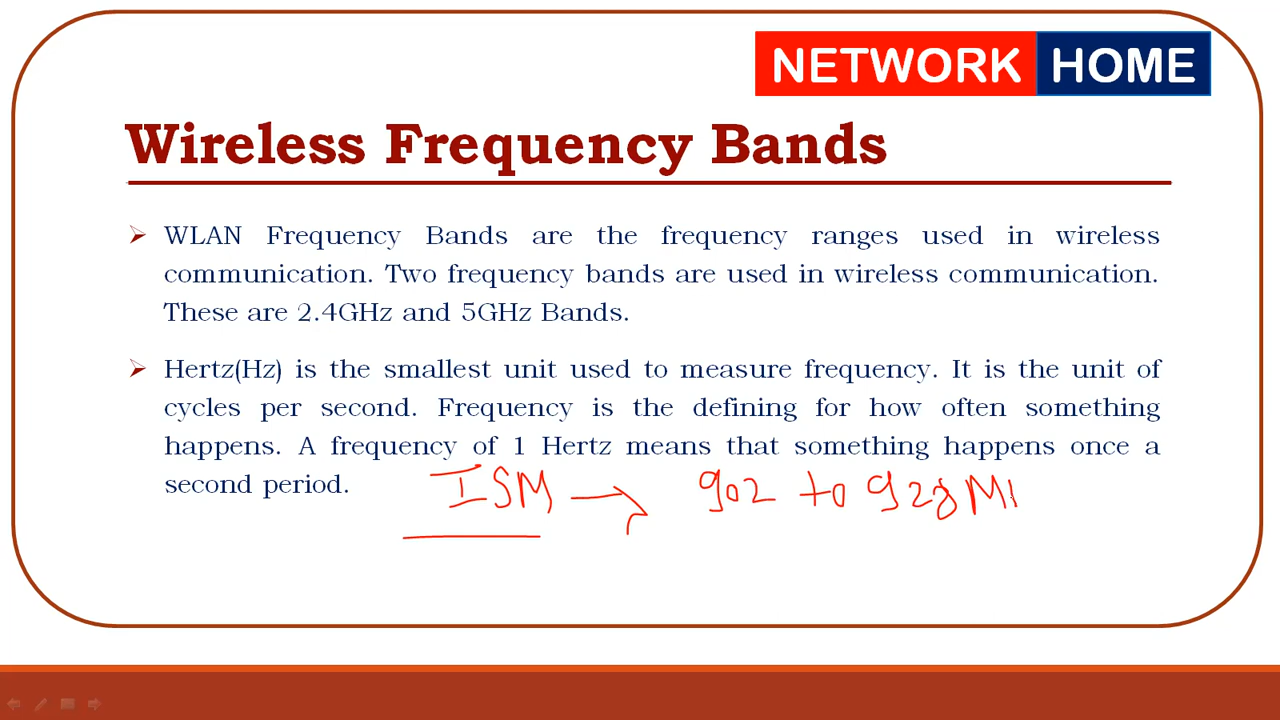 NETWORK HOME
Wireless Frequency Bands
WLAN Frequency Bands are the frequency ranges used in wireless
communication. Two frequency bands are used in wireless communication.
These are 2.4GHz and 5GHz Bands.
Hertz(Hz) is the smallest unit used to measure frequency. It is the unit of
cycles per second. Frequency is the defining for how often something
happens. A frequency of 1 Hertz means that something happens once a
second period.
ISM → 902 to 928 M